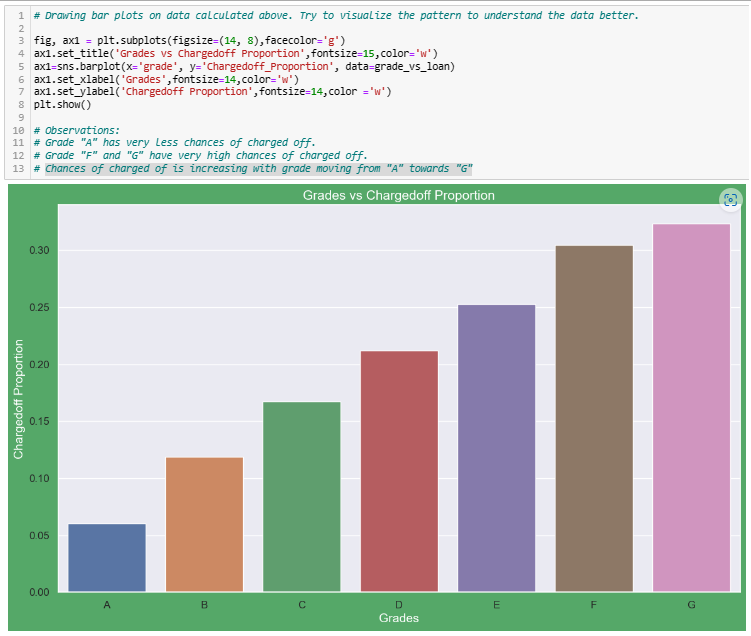 1 # Drawing bar plots on data calculated above. Try to visualize the pattern to understand the data better.
2
3 fig, ax1 = plt.subplots(figsize=(14, 8),facecolor='g')
4 ax1.set_title('Grades vs Chargedoff Proportion',fontsize=15,color='w')
5 ax1=sns.barplot(x='grade', y='Chargedoff_Proportion', data=grade_vs_loan)
6 ax1.set_xlabel('Grades',fontsize=14,color='w')
7 ax1.set_ylabel('Chargedoff Proportion',fontsize=14,color ='w')
8 plt.show()
9
10 # Observations:
11 # Grade "A" has very less chances of charged off.
12 # Grade "F" and "G" have very high chances of charged off.
13 # Chances of charged of is increasing with grade moving from "A" towards "G"
Grades vs Chargedoff Proportion
Chargedoff Proportion
0.30
0.25
0.20
0.15
0.10
0.05
0.00
A B C D E F G
Grades